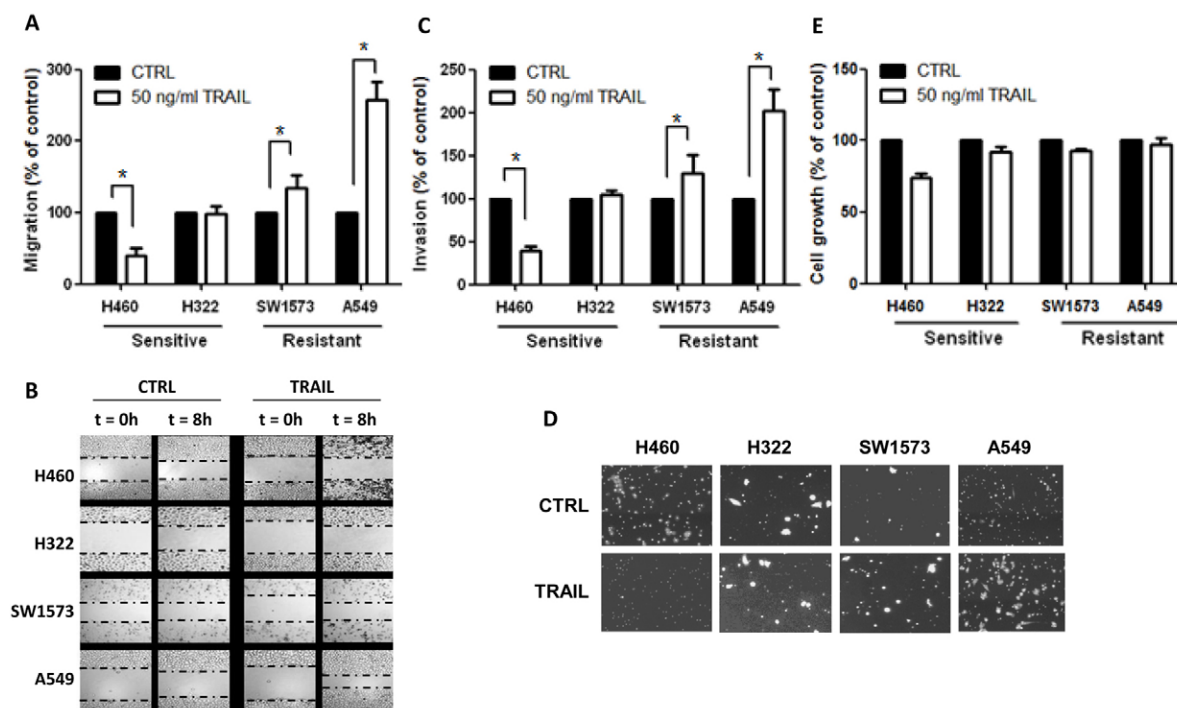 A
Migration (% of control)
300
200
100
0
CTRL
50 ng/ml TRAIL
*
*
*
H460 H322 SW1573 A549
Sensitive Resistant
C
Invasion (% of control)
250
200
150
100
50
0
CTRL
50 ng/ml TRAIL
*
*
*
H460 H322 SW1573 A549
Sensitive Resistant
E
Cell growth (% of control)
150
100
50
0
CTRL
50 ng/ml TRAIL
H460 H322 SW1573 A549
Sensitive Resistant
B
CTRL TRAIL
t = 0h t = 8h t = 0h t = 8h
H460
H322
SW1573
A549
D
H460 H322 SW1573 A549
CTRL
TRAIL